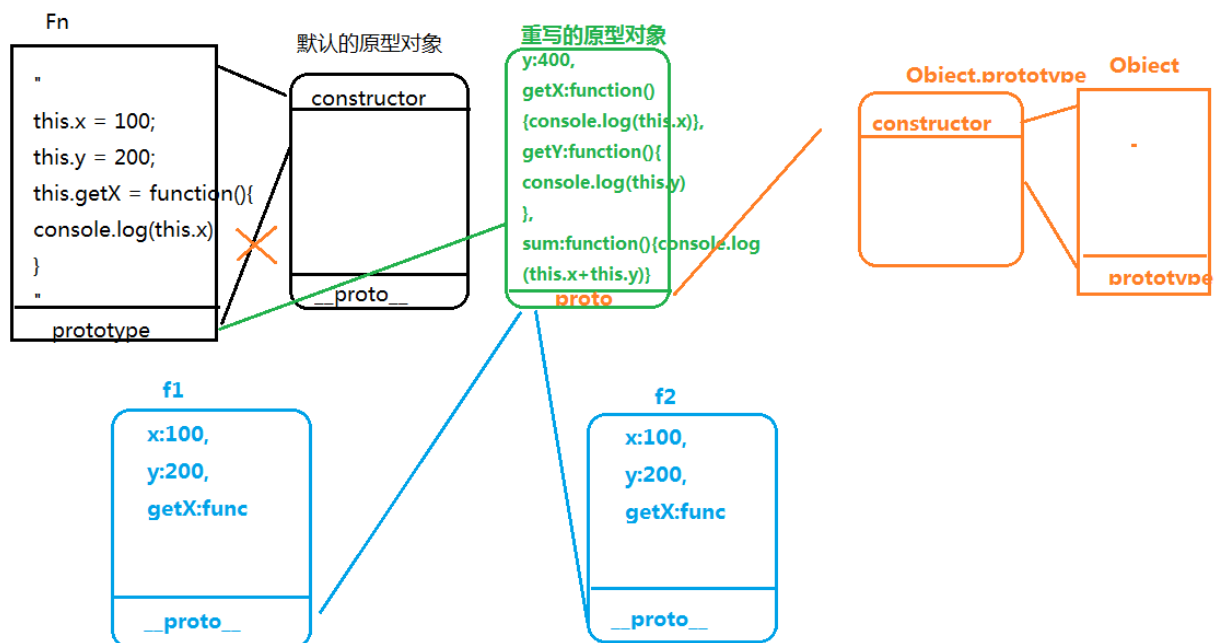 Fn
"
this.x = 100;
this.y = 200;
this.getX = function(){
console.log(this.x)
}
"
prototype
默认的原型对象
constructor
__proto__
重写的原型对象
y:400,
getX:function()
{console.log(this.x)},
getY:function(){
console.log(this.y)
},
sum:function(){console.log
(this.x+this.y)}
proto
Object.prototype
constructor
Object
-
prototype
f1
x:100,
y:200,
getX:func
__proto__
f2
x:100,
y:200,
getX:func
__proto__